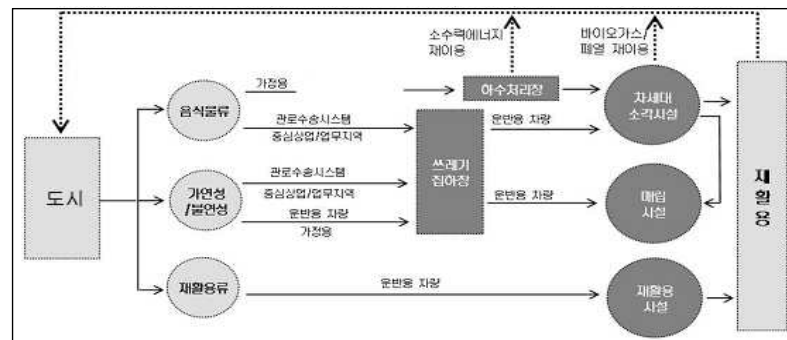 소수력에너지
재이용
바이오가스/
폐열 재이용
가정용
음식물류
하수처리장
차세대
소각시설
관로수송시스템
중심상업/업무지역
운반용 차량
쓰레기
집하장
도시
가연성
/불연성
관로수송시스템
중심상업/업무지역
운반용 차량
가정용
운반용 차량
매립
시설
재활용
재활용류
운반용 차량
재활용
시설